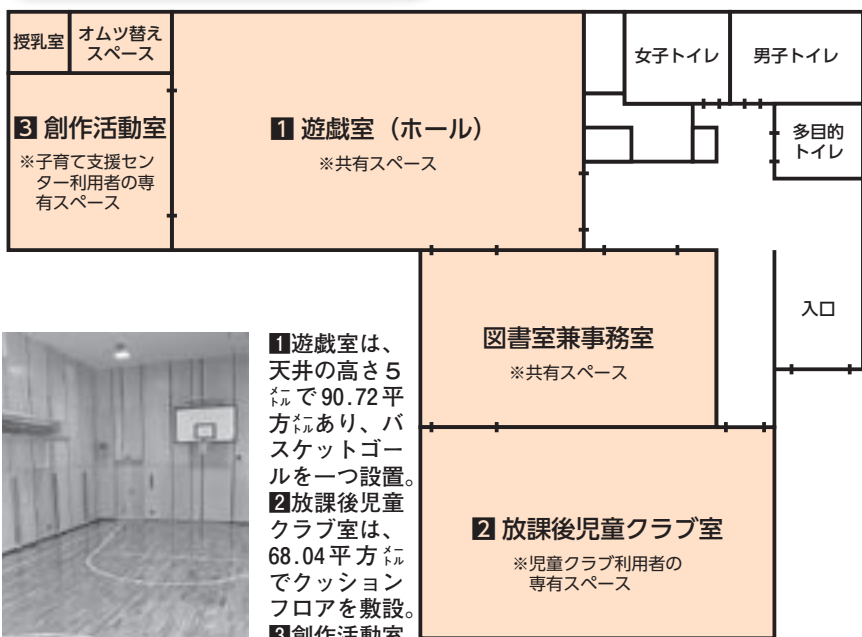 授乳室
オムツ替え
スペース
3 創作活動室
※子育て支援セン
ター利用者の専
有スペース
1 遊戯室（ホール）
※共有スペース
女子トイレ
男子トイレ
多目的
トイレ
入口
図書室兼事務室
※共有スペース
2 放課後児童クラブ室
※児童クラブ利用者の
専有スペース
1遊戯室は、
天井の高さ5
メートルで90.72平
方メートルあり、バ
スケットゴー
ルを一つ設置。
2放課後児童
クラブ室は、
68.04平方メートル
でクッション
フロアを敷設。
3創作活動室